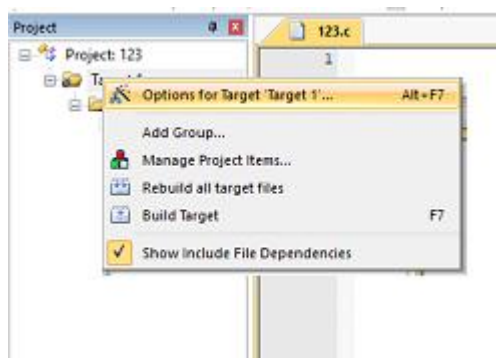 Project
123.c
Project: 123
1
Options for Target 'Target 1'... Alt+F7
Add Group...
Manage Project Items...
Rebuild all target files
Build Target F7
Show Include File Dependencies